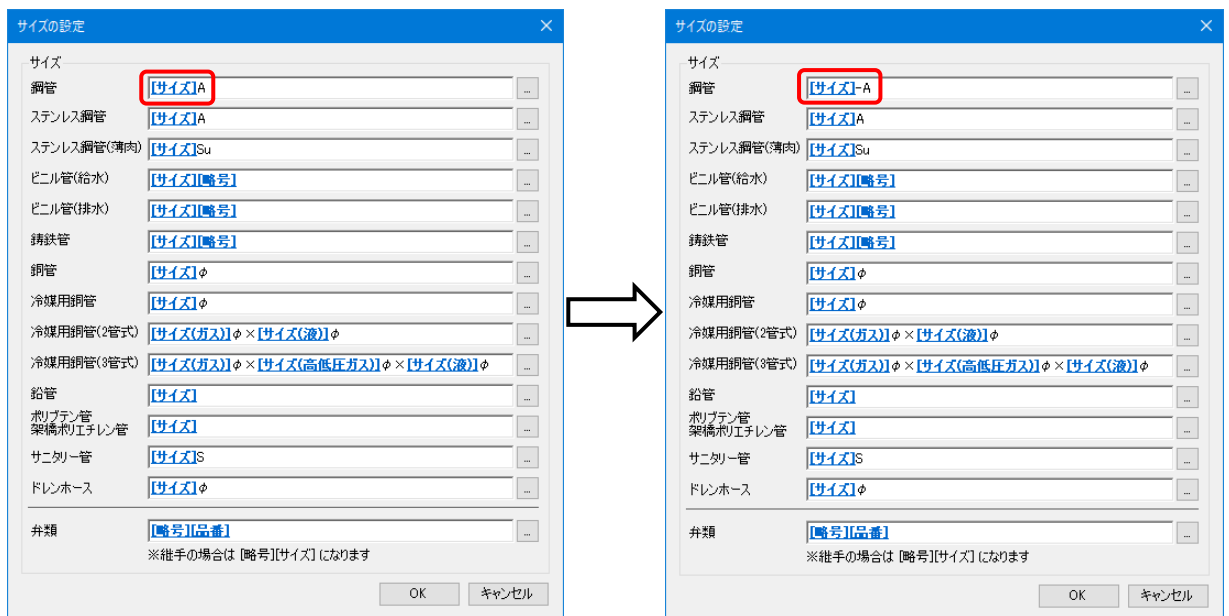 サイズの設定
サイズ
鋼管 [サイズ]A ...
ステンレス鋼管 [サイズ]A ...
ステンレス鋼管(薄肉) [サイズ]Su ...
ビニル管(給水) [サイズ][略号] ...
ビニル管(排水) [サイズ][略号] ...
鋳鉄管 [サイズ][略号] ...
銅管 [サイズ]φ ...
冷媒用銅管 [サイズ]φ ...
冷媒用銅管(2管式) [サイズ(ガス)]φ×[サイズ(液)]φ ...
冷媒用銅管(3管式) [サイズ(ガス)]φ×[サイズ(高低圧ガス)]φ×[サイズ(液)]φ ...
鉛管 [サイズ] ...
ポリブテン管
架橋ポリエチレン管 [サイズ] ...
サニタリー管 [サイズ]S ...
ドレンホース [サイズ]φ ...
弁類 [略号][品番] ...
※継手の場合は [略号][サイズ] になります
OK キャンセル
サイズの設定
サイズ
鋼管 [サイズ]-A ...
ステンレス鋼管 [サイズ]A ...
ステンレス鋼管(薄肉) [サイズ]Su ...
ビニル管(給水) [サイズ][略号] ...
ビニル管(排水) [サイズ][略号] ...
鋳鉄管 [サイズ][略号] ...
銅管 [サイズ]φ ...
冷媒用銅管 [サイズ]φ ...
冷媒用銅管(2管式) [サイズ(ガス)]φ×[サイズ(液)]φ ...
冷媒用銅管(3管式) [サイズ(ガス)]φ×[サイズ(高低圧ガス)]φ×[サイズ(液)]φ ...
鉛管 [サイズ] ...
ポリブテン管
架橋ポリエチレン管 [サイズ] ...
サニタリー管 [サイズ]S ...
ドレンホース [サイズ]φ ...
弁類 [略号][品番] ...
※継手の場合は [略号][サイズ] になります
OK キャンセル